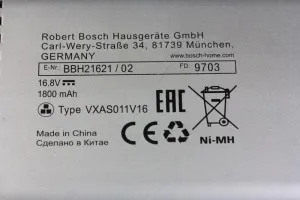 Robert Bosch Hausgeräte GmbH
Carl-Wery-Straße 34, 81739 München,
GERMANY
www.bosch-home.com
E-Nr.: BBH21621 / 02 FD: 9703
16.8V
1800 mAh
Type VXAS011V16
EAC
Made in China
Сделано в Китае
CE
Ni-MH